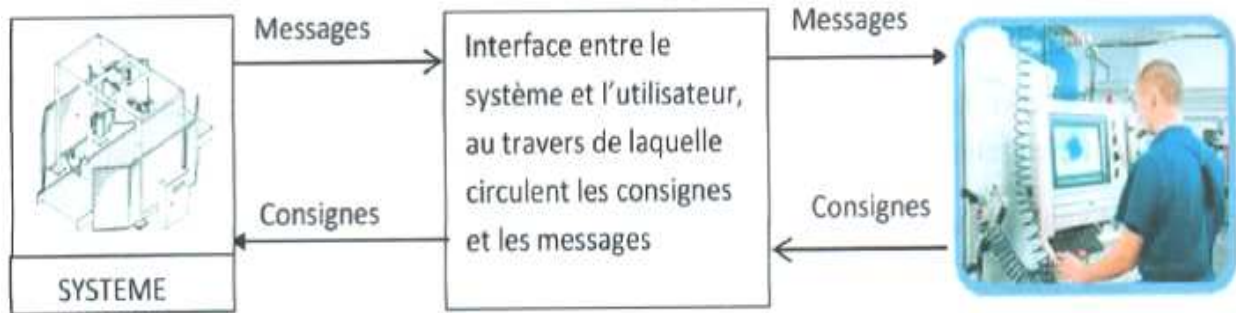 Messages
Messages
Interface entre le
système et l'utilisateur,
au travers de laquelle
circulent les consignes
et les messages
Consignes
Consignes
SYSTEME